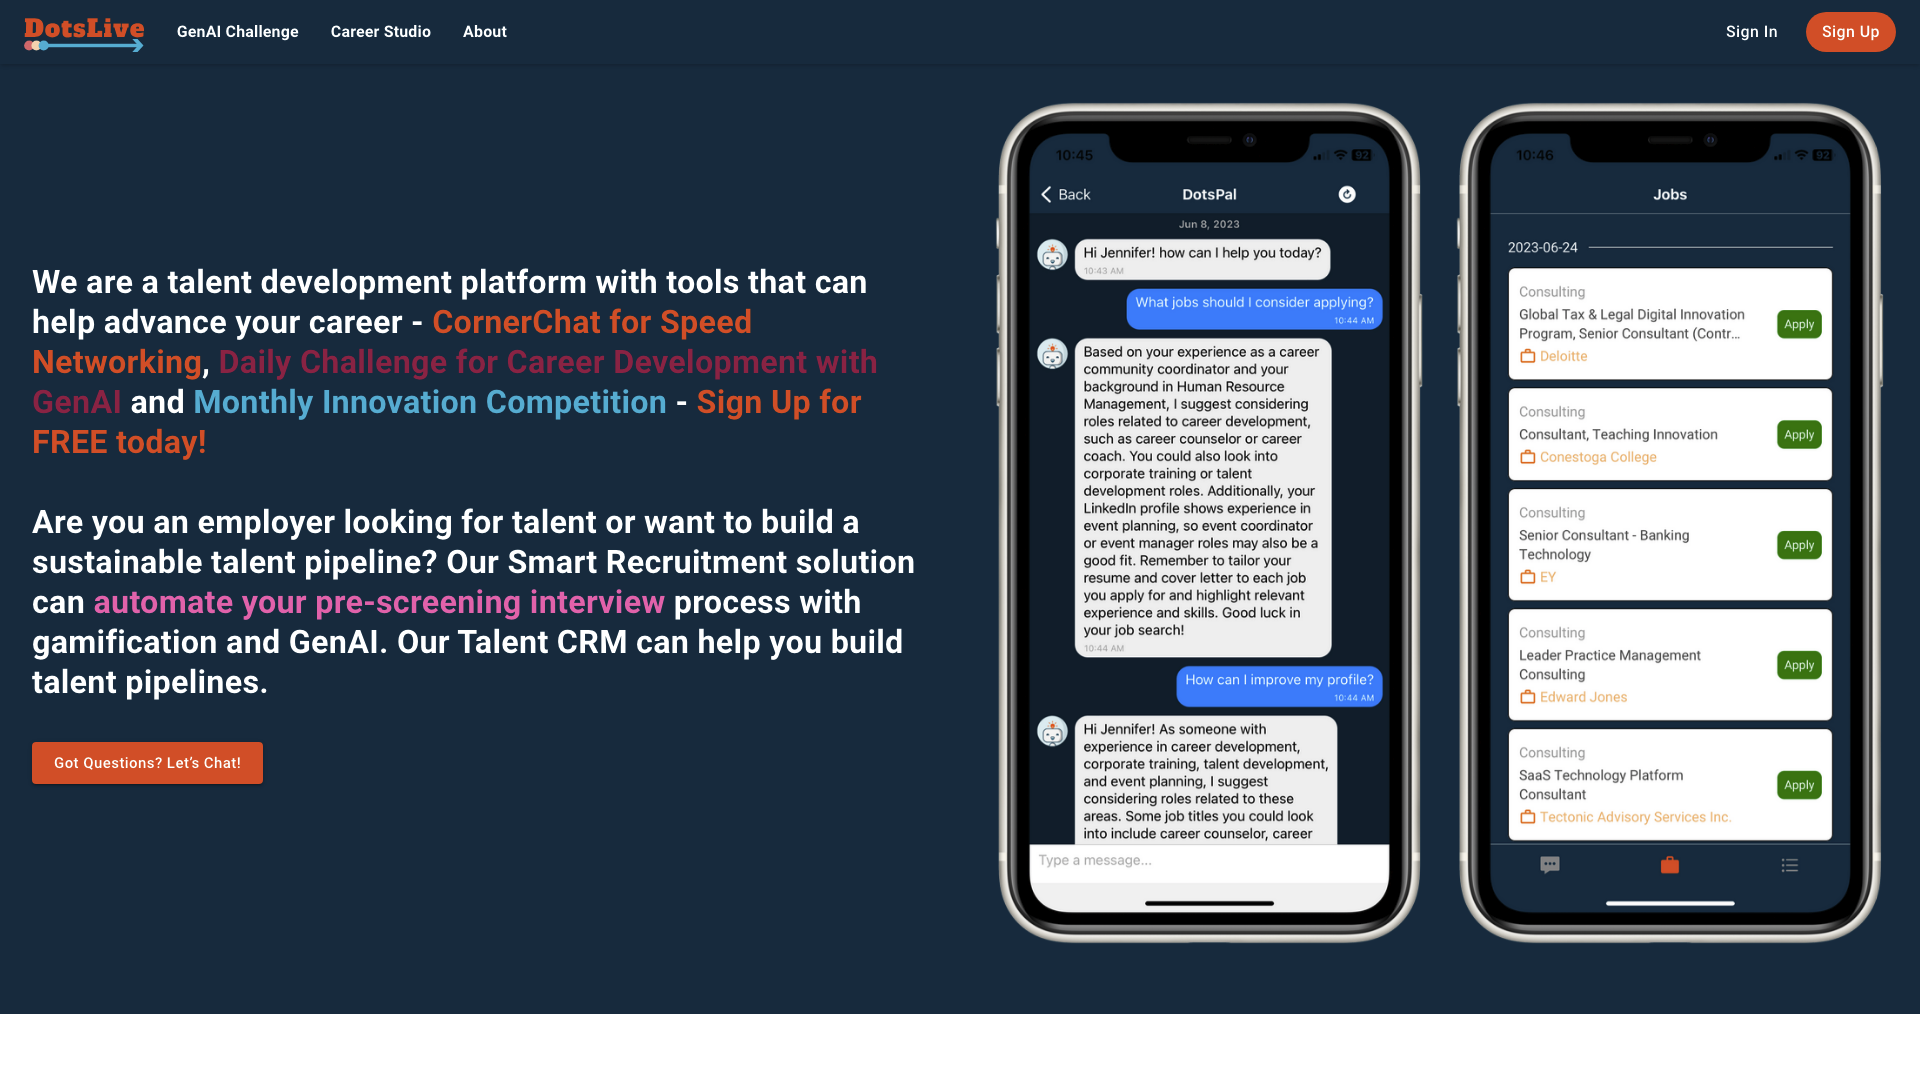 DotsLive
GenAI Challenge
Career Studio
About
Sign In
Sign Up
We are a talent development platform with tools that can
help advance your career - CornerChat for Speed
Networking, Daily Challenge for Career Development with
GenAI and Monthly Innovation Competition - Sign Up for
FREE today!
Are you an employer looking for talent or want to build a
sustainable talent pipeline? Our Smart Recruitment solution
can automate your pre-screening interview process with
gamification and GenAI. Our Talent CRM can help you build
talent pipelines.
Got Questions? Let’s Chat!
10:45
92
Back
DotsPal
Jun 8, 2023
Hi Jennifer! how can I help you today?
10:43 AM
What jobs should I consider applying?
10:44 AM
Based on your experience as a career
community coordinator and your
background in Human Resource
Management, I suggest considering
roles related to career development,
such as career counselor or career
coach. You could also look into
corporate training or talent
development roles. Additionally, your
LinkedIn profile shows experience in
event planning, so event coordinator
or event manager roles may also be a
good fit. Remember to tailor your
resume and cover letter to each job
you apply for and highlight relevant
experience and skills. Good luck in
your job search!
10:44 AM
How can I improve my profile?
10:44 AM
Hi Jennifer! As someone with
experience in career development,
corporate training, talent development,
and event planning, I suggest
considering roles related to these
areas. Some job titles you could look
into include career counselor, career
Type a message...
10:46
92
Jobs
2023-06-24
Consulting
Global Tax & Legal Digital Innovation
Program, Senior Consultant (Contr...
Deloitte
Apply
Consulting
Consultant, Teaching Innovation
Conestoga College
Apply
Consulting
Senior Consultant - Banking
Technology
EY
Apply
Consulting
Leader Practice Management
Consulting
Edward Jones
Apply
Consulting
SaaS Technology Platform
Consultant
Tectonic Advisory Services Inc.
Apply